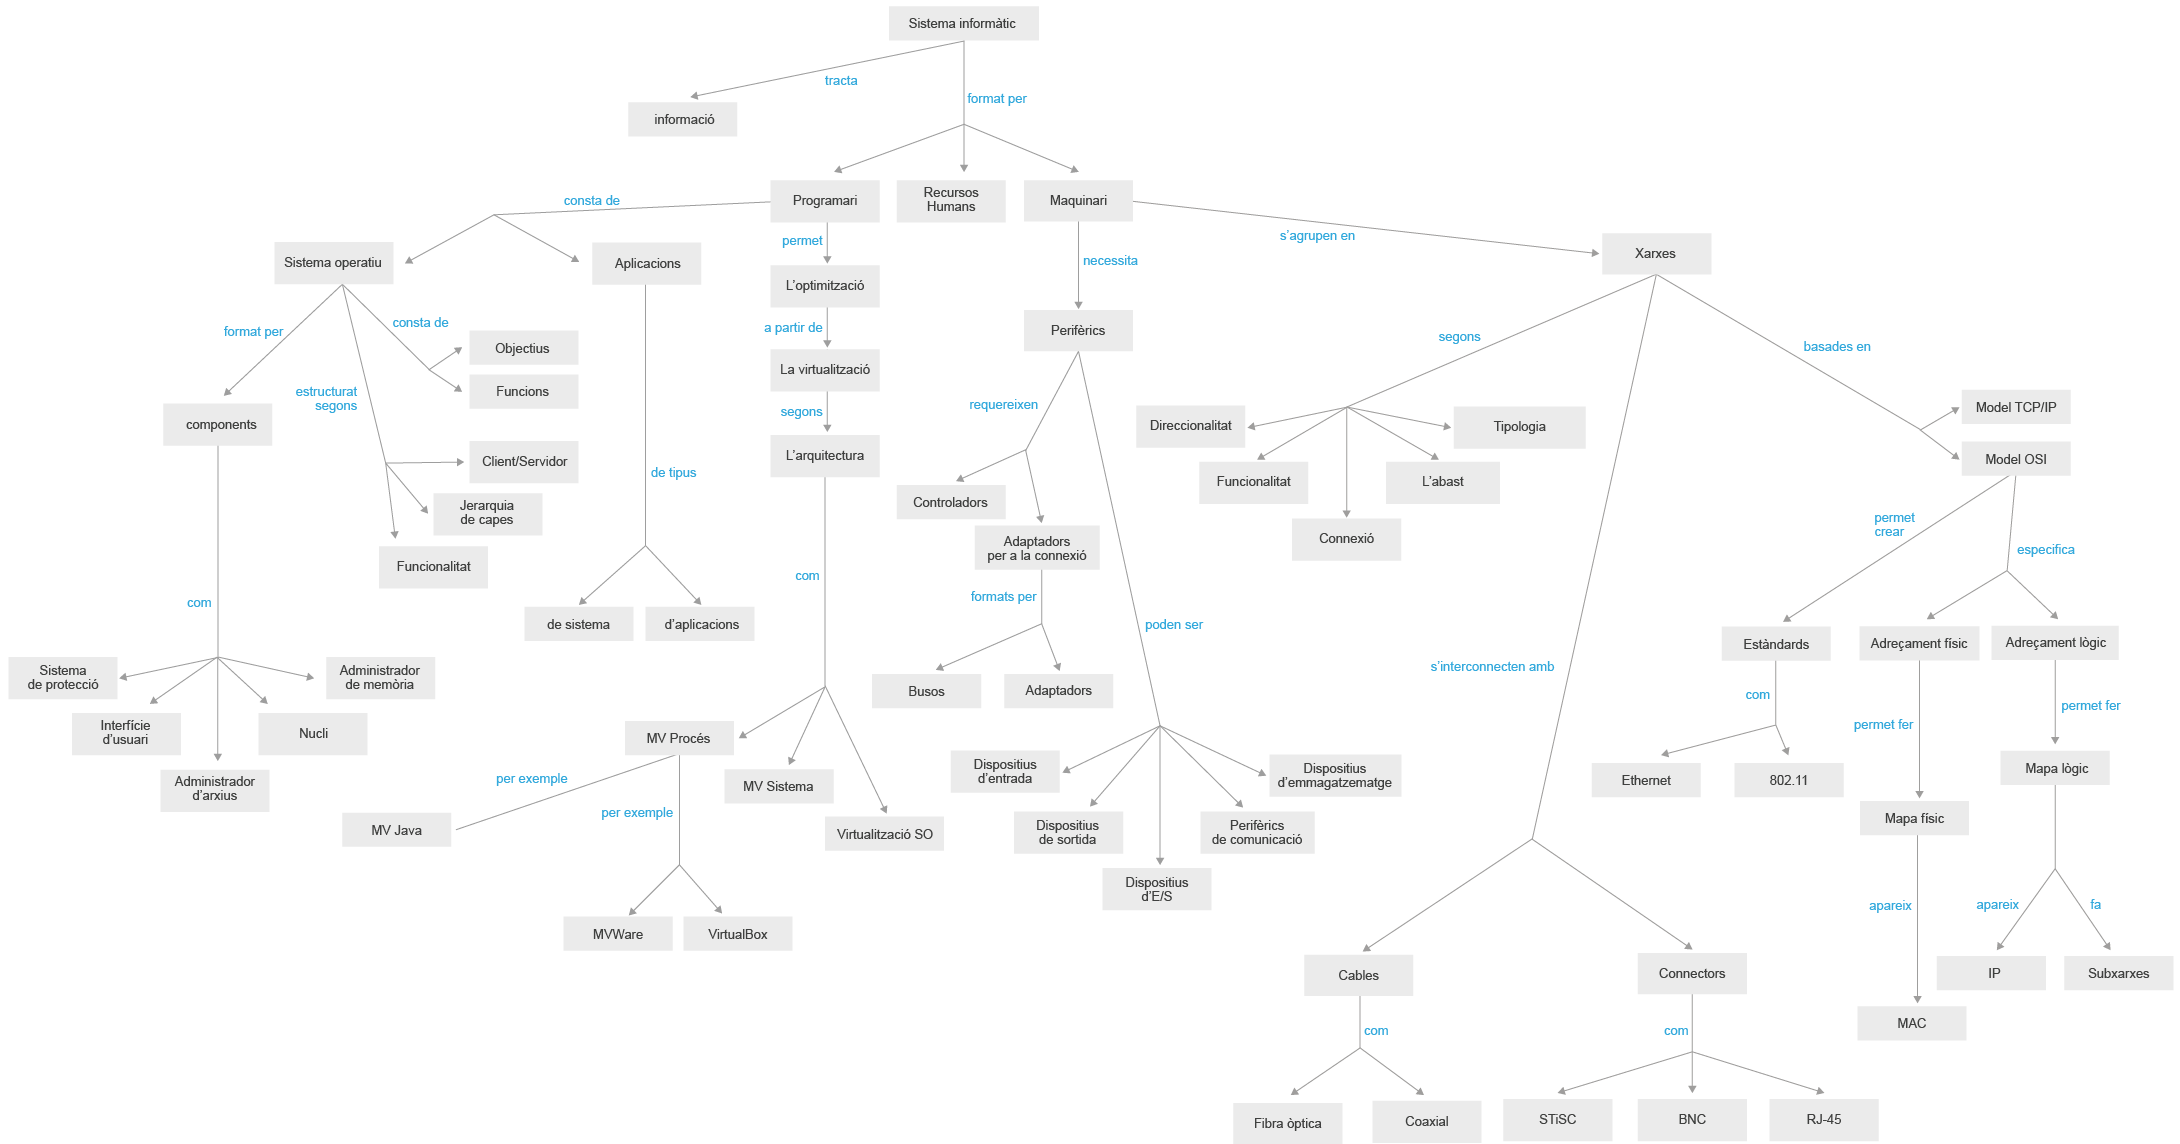 Sistema informàtic
tracta
format per
informació
Programari
Recursos
Humans
Maquinari
consta de
permet
necessita
s’agrupen en
Xarxes
Sistema operatiu
Aplicacions
L’optimització
a partir de
La virtualització
segons
L’arquitectura
com
format per
consta de
Objectius
Funcions
estructurat
segons
components
Client/Servidor
Jerarquia
de capes
Funcionalitat
de tipus
de sistema
d’aplicacions
com
Sistema
de protecció
Interfície
d’usuari
Administrador
d’arxius
Nucli
Administrador
de memòria
MV Procés
MV Sistema
Virtualització SO
per exemple
per exemple
MV Java
MVWare
VirtualBox
Perifèrics
requereixen
Controladors
Adaptadors
per a la connexió
formats per
Busos
Adaptadors
poden ser
Dispositius
d’entrada
Dispositius
de sortida
Dispositius
d’E/S
Perifèrics
de comunicació
Dispositius
d’emmagatzematge
segons
Direccionalitat
Funcionalitat
Connexió
L’abast
Tipologia
basades en
Model TCP/IP
Model OSI
permet
crear
especifica
Estàndards
Adreçament físic
Adreçament lògic
com
Ethernet
802.11
permet fer
permet fer
Mapa físic
Mapa lògic
apareix
apareix
fa
MAC
IP
Subxarxes
s’interconnecten amb
Cables
Connectors
com
com
Fibra òptica
Coaxial
STiSC
BNC
RJ-45